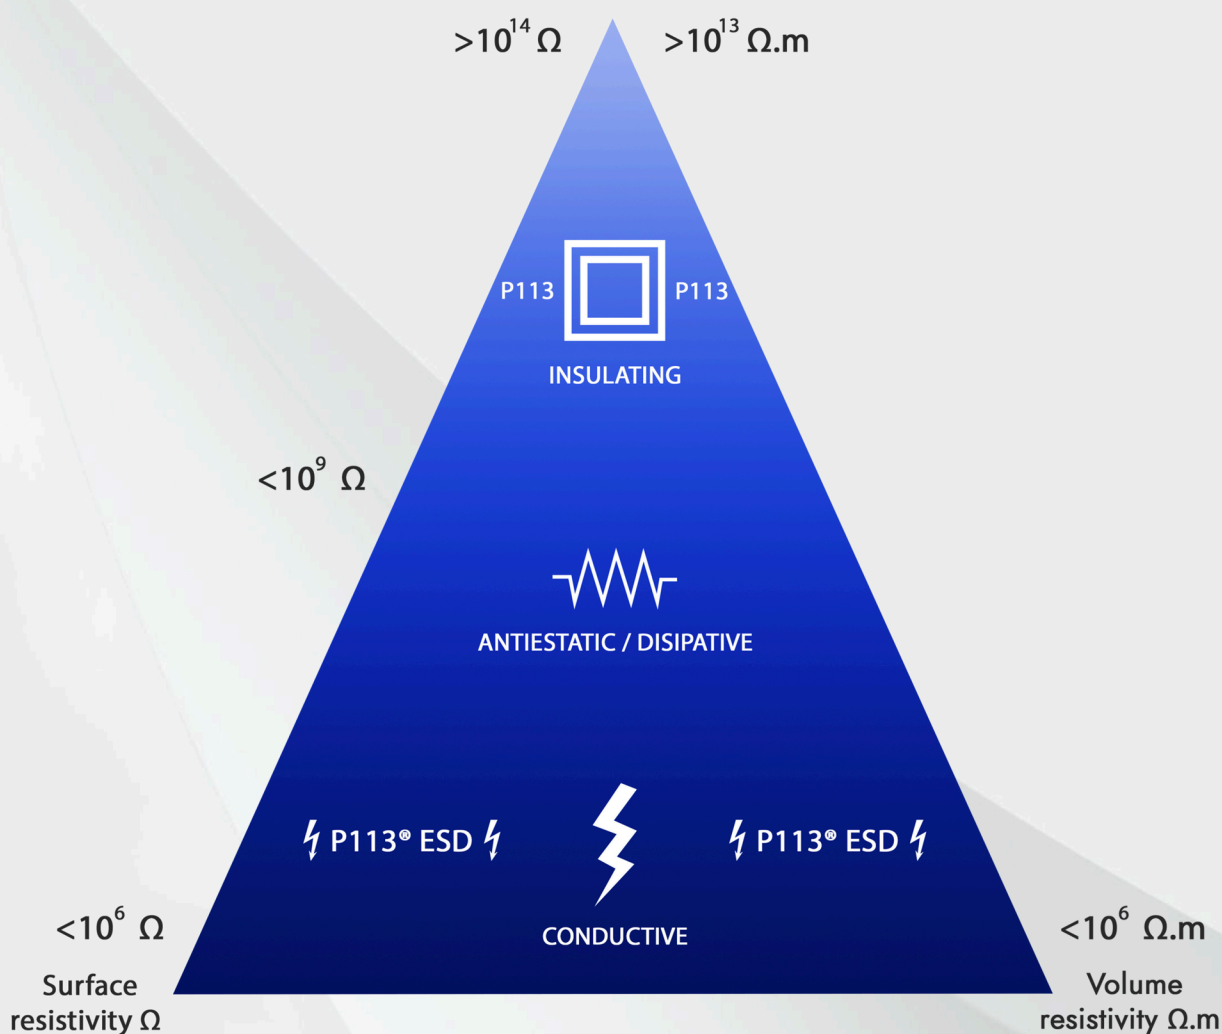 >10¹⁴ Ω >10¹³ Ω.m
P113 P113
INSULATING
<10⁹ Ω
ANTIESTATIC / DISIPATIVE
P113® ESD P113® ESD
<10⁶ Ω <10⁶ Ω.m
CONDUCTIVE
Surface
resistivity Ω
Volume
resistivity Ω.m